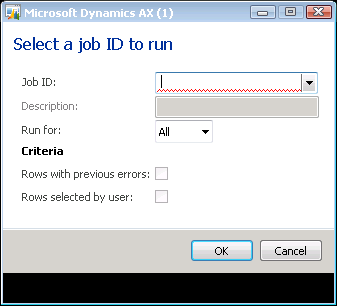 Microsoft Dynamics AX (1)
Select a job ID to run
Job ID:
Description:
Run for: All
Criteria
Rows with previous errors:
Rows selected by user:
OK Cancel